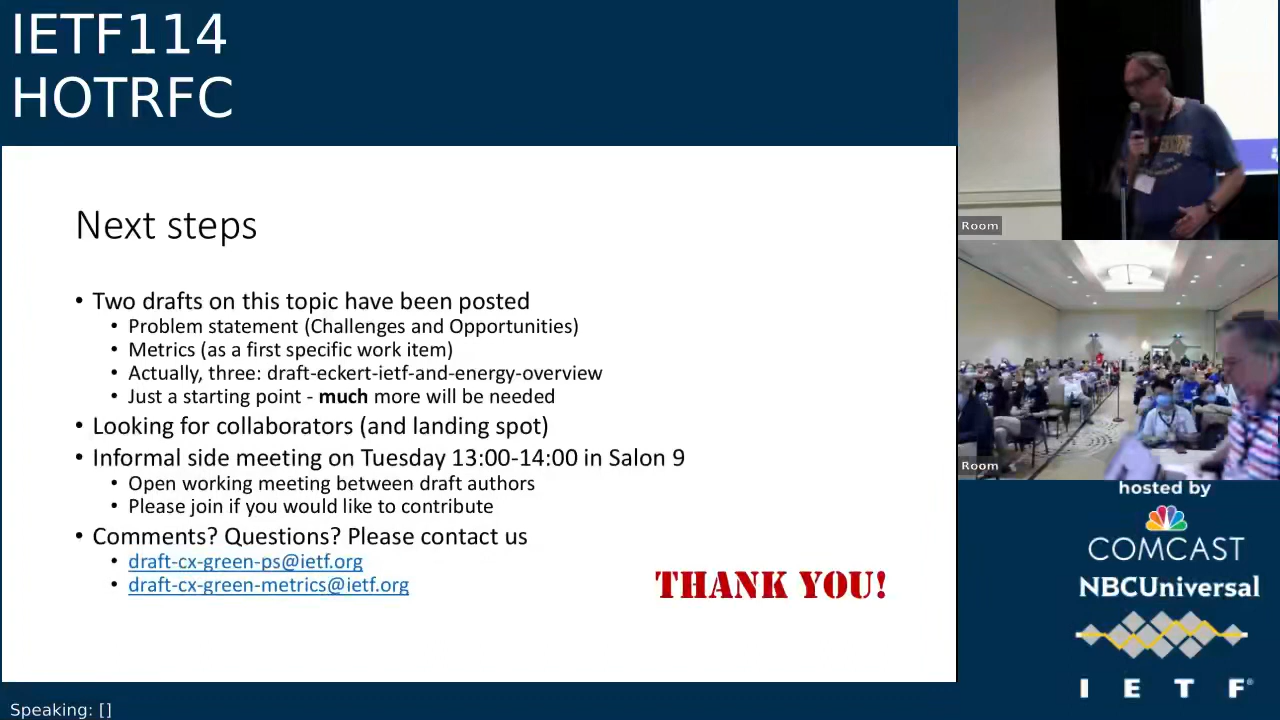 IETF114
HOTRFC
Next steps
• Two drafts on this topic have been posted
• Problem statement (Challenges and Opportunities)
• Metrics (as a first specific work item)
• Actually, three: draft-eckert-ietf-and-energy-overview
• Just a starting point - much more will be needed
• Looking for collaborators (and landing spot)
• Informal side meeting on Tuesday 13:00-14:00 in Salon 9
• Open working meeting between draft authors
• Please join if you would like to contribute
• Comments? Questions? Please contact us
• draft-cx-green-ps@ietf.org
• draft-cx-green-metrics@ietf.org
THANK YOU!
Room
Room
hosted by
COMCAST
NBCUniversal
I E T F®
Speaking: []